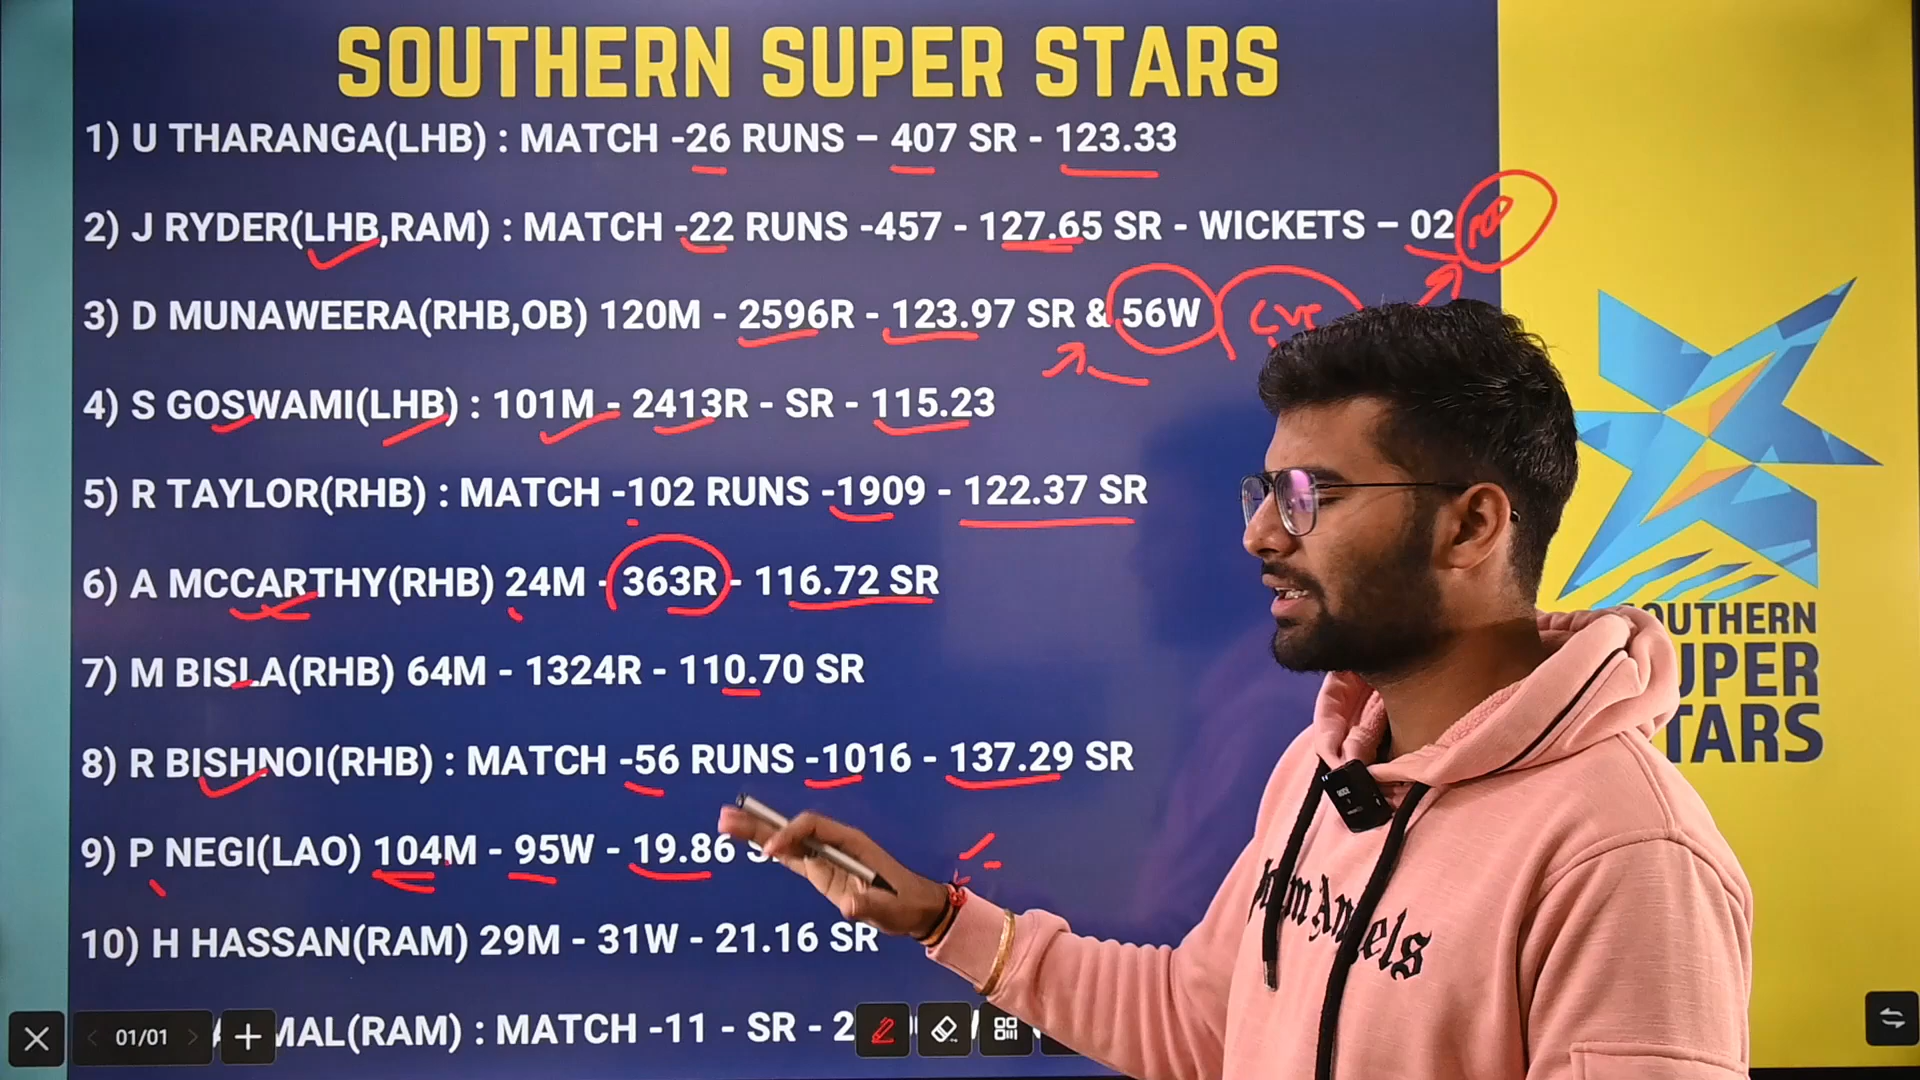 SOUTHERN SUPER STARS
1) U THARANGA(LHB) : MATCH -26 RUNS – 407 SR - 123.33
2) J RYDER(LHB,RAM) : MATCH -22 RUNS -457 - 127.65 SR - WICKETS – 02
3) D MUNAWEERA(RHB,OB) 120M - 2596R - 123.97 SR & 56W
4) S GOSWAMI(LHB) : 101M - 2413R - SR - 115.23
5) R TAYLOR(RHB) : MATCH -102 RUNS -1909 - 122.37 SR
6) A MCCARTHY(RHB) 24M - 363R - 116.72 SR
7) M BISLA(RHB) 64M - 1324R - 110.70 SR
8) R BISHNOI(RHB) : MATCH -56 RUNS -1016 - 137.29 SR
9) P NEGI(LAO) 104M - 95W - 19.86
10) H HASSAN(RAM) 29M - 31W - 21.16 SR
MAL(RAM) : MATCH -11 - SR - 2
01/01
OUTHERN
UPER
TARS
MODE
Palm Angels